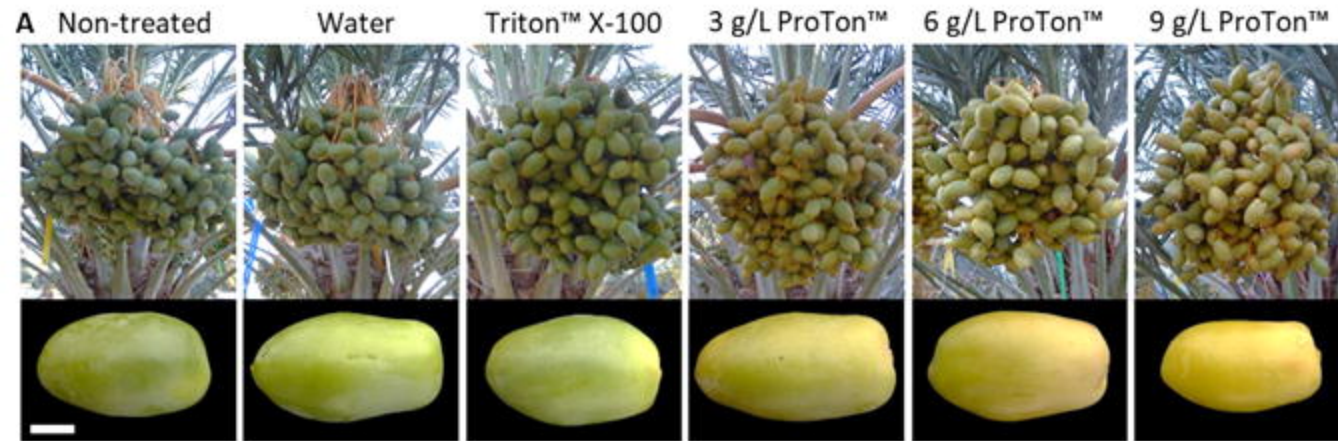 A Non-treated Water Triton™ X-100 3 g/L ProTon™ 6 g/L ProTon™ 9 g/L ProTon™